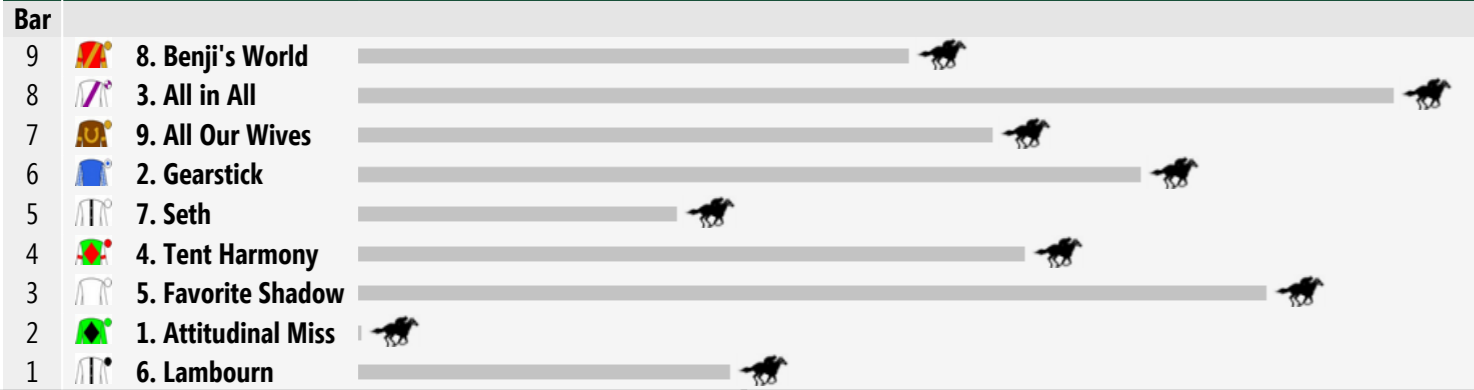 Bar
9 8. Benji's World
8 3. All in All
7 9. All Our Wives
6 2. Gearstick
5 7. Seth
4 4. Tent Harmony
3 5. Favorite Shadow
2 1. Attitudinal Miss
1 6. Lambourn